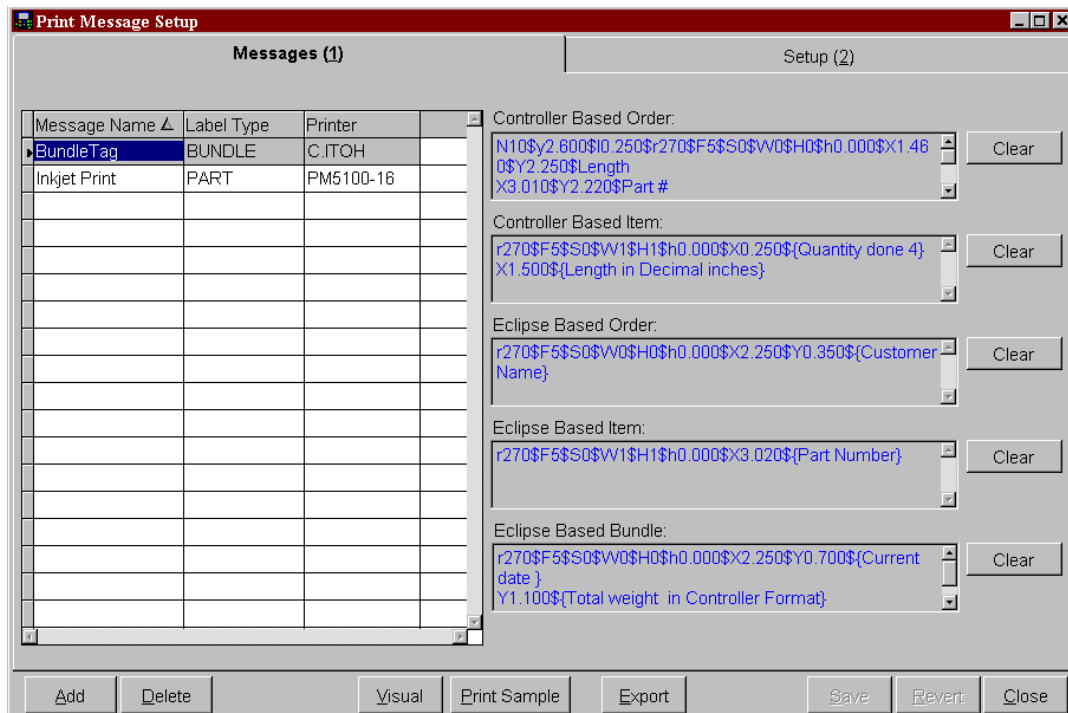 Print Message Setup
Messages (1)
Setup (2)
Message Name Label Type Printer
BundleTag BUNDLE C.ITOH
Inkjet Print PART PM5100-16
Controller Based Order:
N10$y2.600$l0.250$r270$F5$S0$W0$H0$h0.000$X1.46
0$Y2.250$Length
X3.010$Y2.220$Part #
Clear
Controller Based Item:
r270$F5$S0$W1$H1$h0.000$X0.250${Quantity done 4}
X1.500${Length in Decimal inches}
Clear
Eclipse Based Order:
r270$F5$S0$W0$H0$h0.000$X2.250$Y0.350${Customer
Name}
Clear
Eclipse Based Item:
r270$F5$S0$W1$H1$h0.000$X3.020${Part Number}
Clear
Eclipse Based Bundle:
r270$F5$S0$W0$H0$h0.000$X2.250$Y0.700${Current
date }
Y1.100${Total weight  in Controller Format}
Clear
Add Delete Visual Print Sample Export Save Revert Close